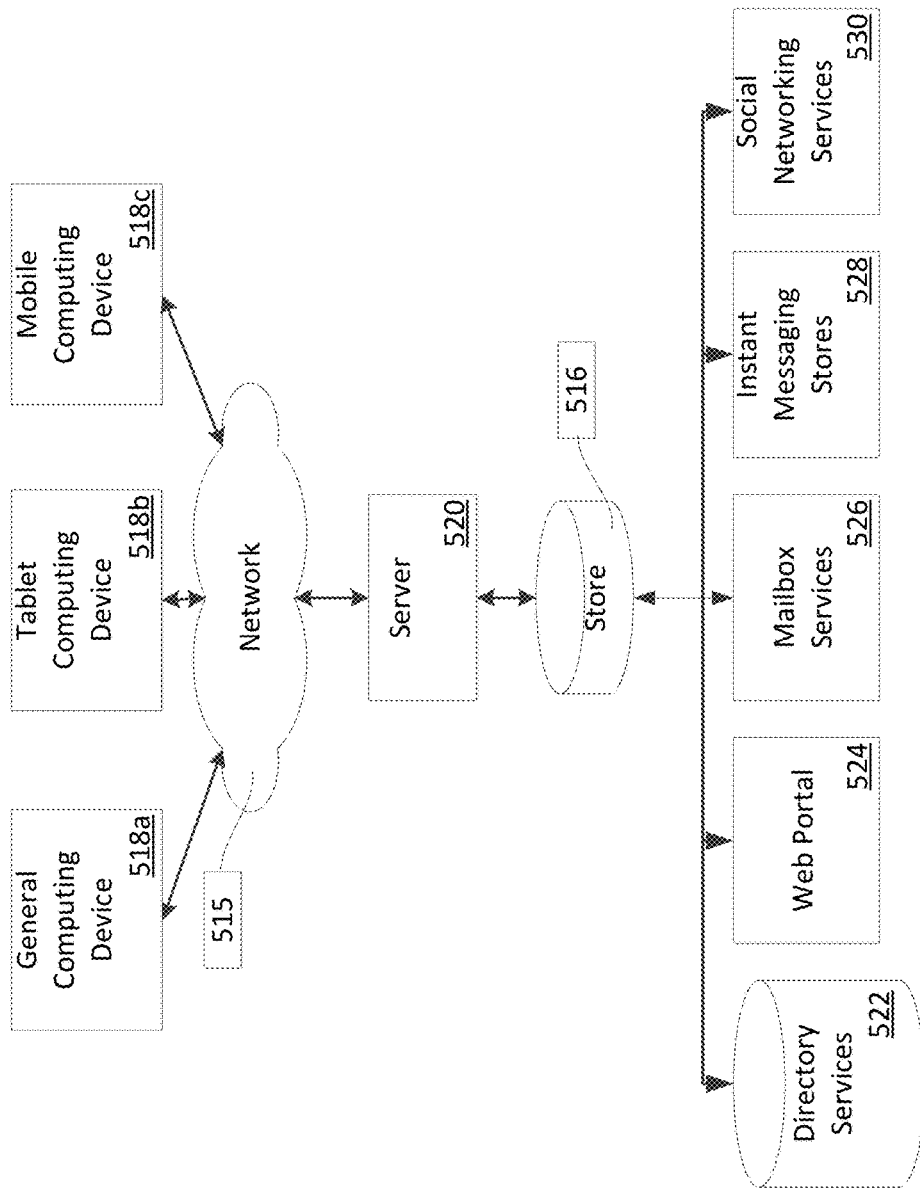 General
Computing
Device
518a
Tablet
Computing
Device
518b
Mobile
Computing
Device
518c
515
Network
Server
520
Store
516
Directory
Services
522
Web Portal
524
Mailbox
Services
526
Instant
Messaging
Stores
528
Social
Networking
Services
530